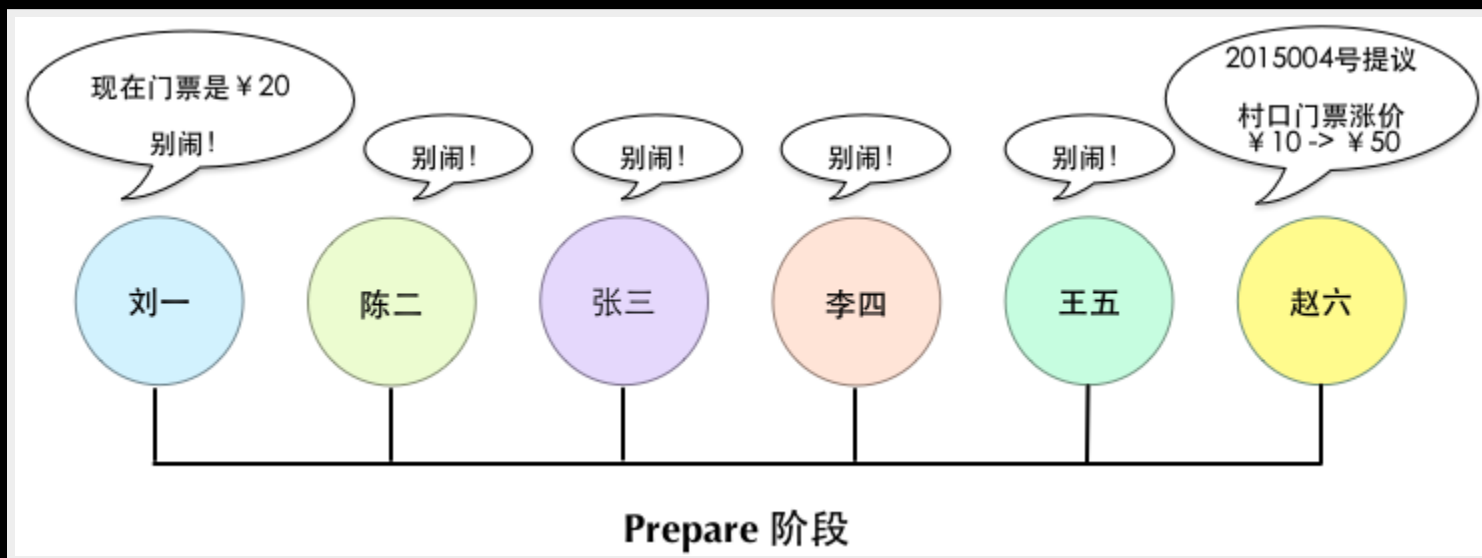 现在门票是￥20
别闹！
别闹！
别闹！
别闹！
别闹！
2015004号提议
村口门票涨价
￥10 -> ￥50
刘一
陈二
张三
李四
王五
赵六
Prepare 阶段